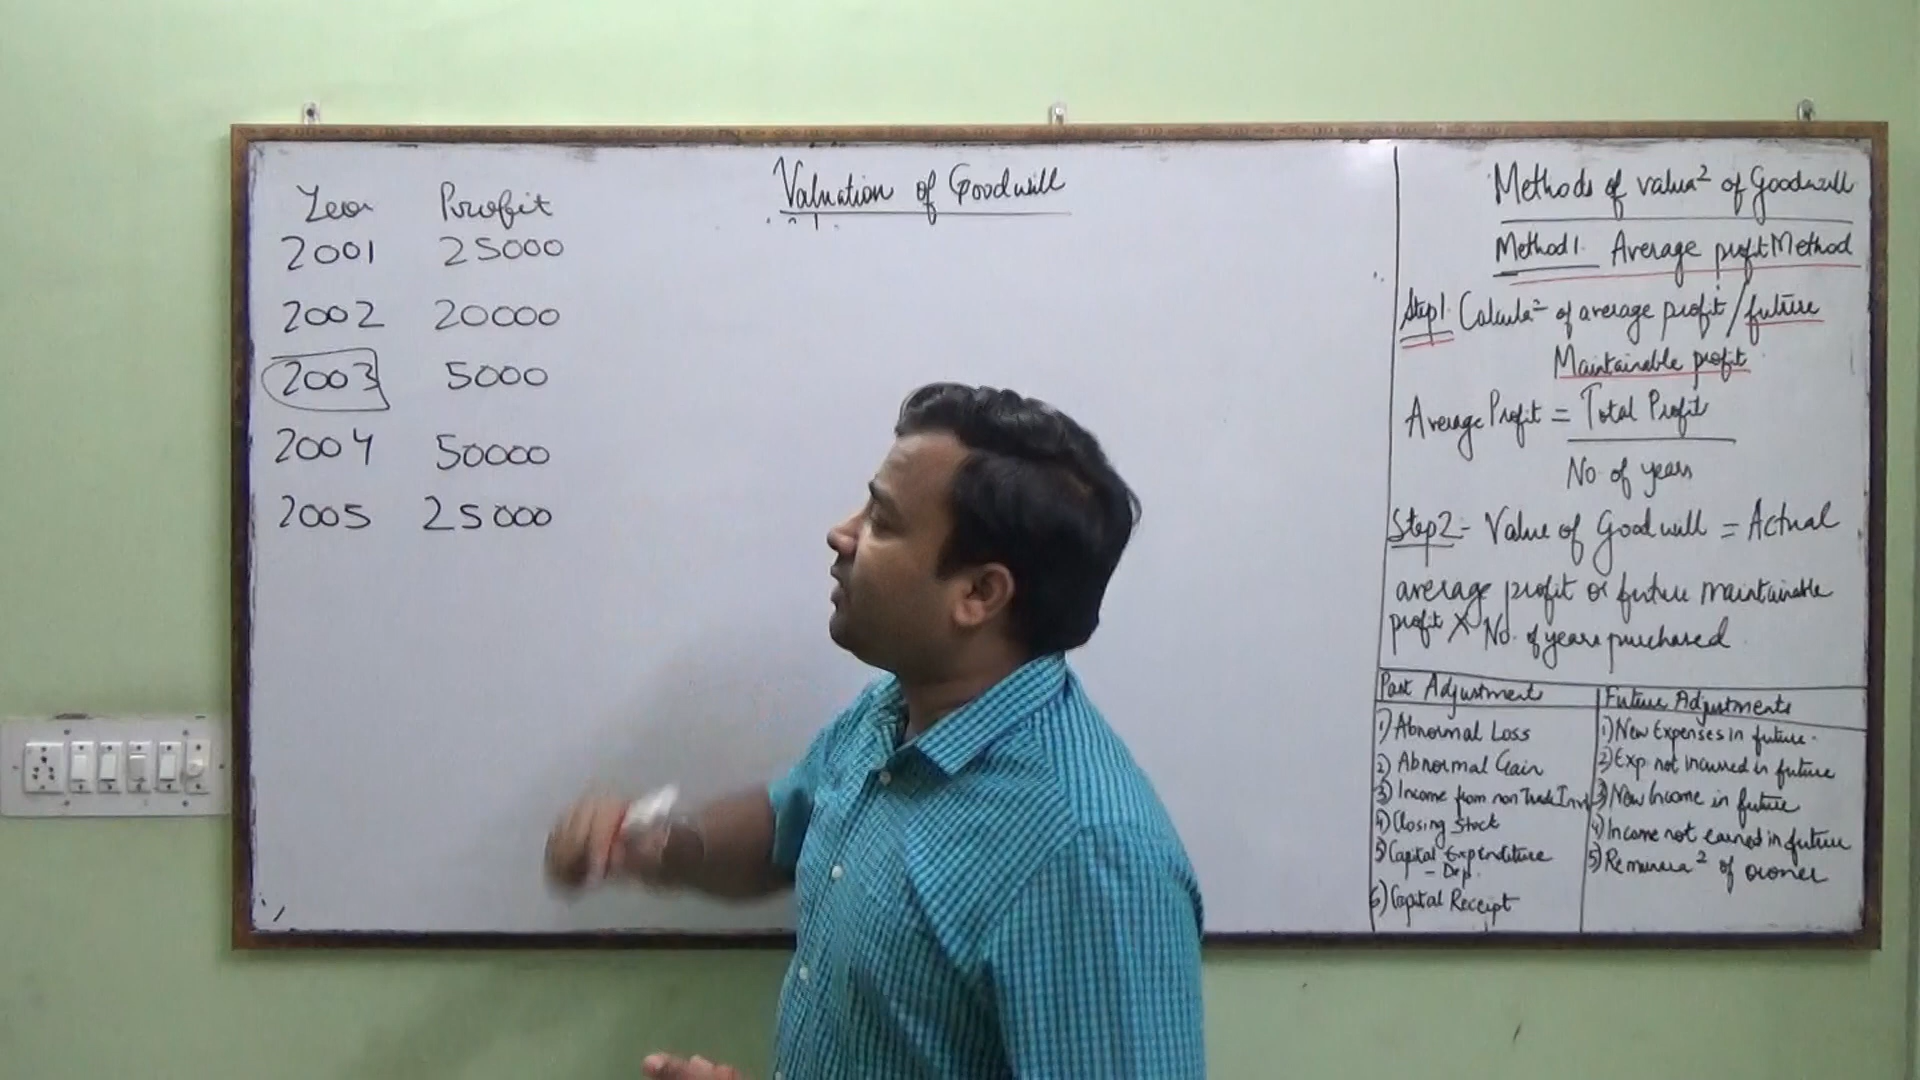 Valuation of Goodwill
Year Profit
2001 25000
2002 20000
2003 5000
2004 50000
2005 25000
Methods of valua² of Goodwill
Method 1. Average profit Method
Step 1. Calcula² of average profit / future
Maintainable profit
Average Profit = Total Profit
No. of years
Step 2 - Value of Goodwill = Actual
average profit or future maintainable
profit X No. of years purchased
Past Adjustments
1) Abnormal Loss
2) Abnormal Gain
3) Income from non Trade Inv
4) Closing Stock
5) Capital Expenditure
- Dep.
6) Capital Receipt
Future Adjustments
1) New Expenses in future.
2) Exp not incurred in future
3) New Income in future
4) Income not earned in future
5) Remunera² of owner